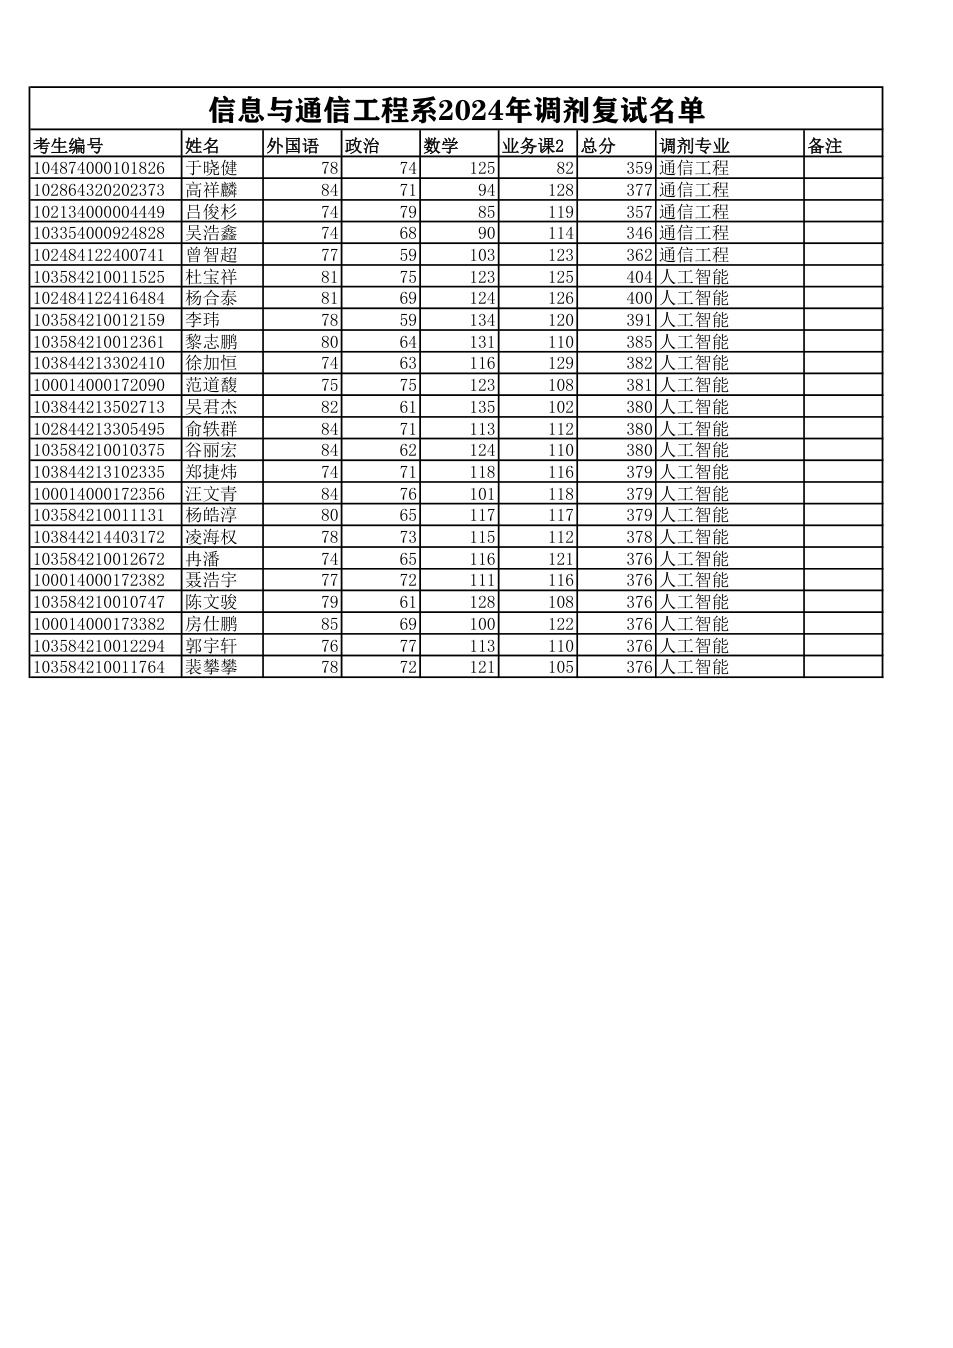 信息与通信工程系2024年调剂复试名单
考生编号 姓名 外国语 政治 数学 业务课2 总分 调剂专业 备注
104874000101826 于晓健 78 74 125 82 359 通信工程
102864320202373 高祥麟 84 71 94 128 377 通信工程
102134000004449 吕俊杉 74 79 85 119 357 通信工程
103354000924828 吴浩鑫 74 68 90 114 346 通信工程
102484122400741 曾智超 77 59 103 123 362 通信工程
103584210011525 杜宝祥 81 75 123 125 404 人工智能
102484122416484 杨合泰 81 69 124 126 400 人工智能
103584210012159 李玮 78 59 134 120 391 人工智能
103584210012361 黎志鹏 80 64 131 110 385 人工智能
103844213302410 徐加恒 74 63 116 129 382 人工智能
100014000172090 范道馥 75 75 123 108 381 人工智能
103844213502713 吴君杰 82 61 135 102 380 人工智能
102844213305495 俞轶群 84 71 113 112 380 人工智能
103584210010375 谷丽宏 84 62 124 110 380 人工智能
103844213102335 郑捷炜 74 71 118 116 379 人工智能
100014000172356 汪文青 84 76 101 118 379 人工智能
103584210011131 杨皓淳 80 65 117 117 379 人工智能
103844214403172 凌海权 78 73 115 112 378 人工智能
103584210012672 冉潘 74 65 116 121 376 人工智能
100014000172382 聂浩宇 77 72 111 116 376 人工智能
103584210010747 陈文骏 79 61 128 108 376 人工智能
100014000173382 房仕鹏 85 69 100 122 376 人工智能
103584210012294 郭宇轩 76 77 113 110 376 人工智能
103584210011764 裴攀攀 78 72 121 105 376 人工智能